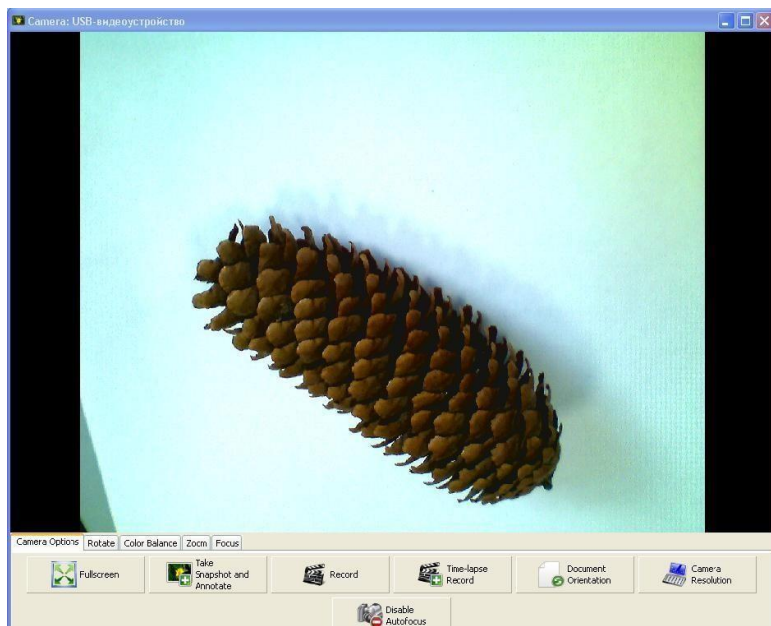 Camera: USB-видеоустройство
Camera Options Rotate Color Balance Zoom Focus
Fullscreen
Take
Snapshot and
Annotate
Record
Time-lapse
Record
Document
Orientation
Camera
Resolution
Disable
Autofocus